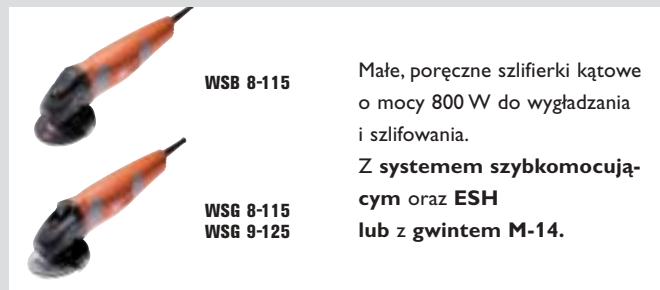 WSB 8-115
WSG 8-115
WSG 9-125
Małe, poręczne szlifierki kątowe
o mocy 800 W do wygładzania
i szlifowania.
Z systemem szybkomocują-
cym oraz ESH
lub z gwintem M-14.